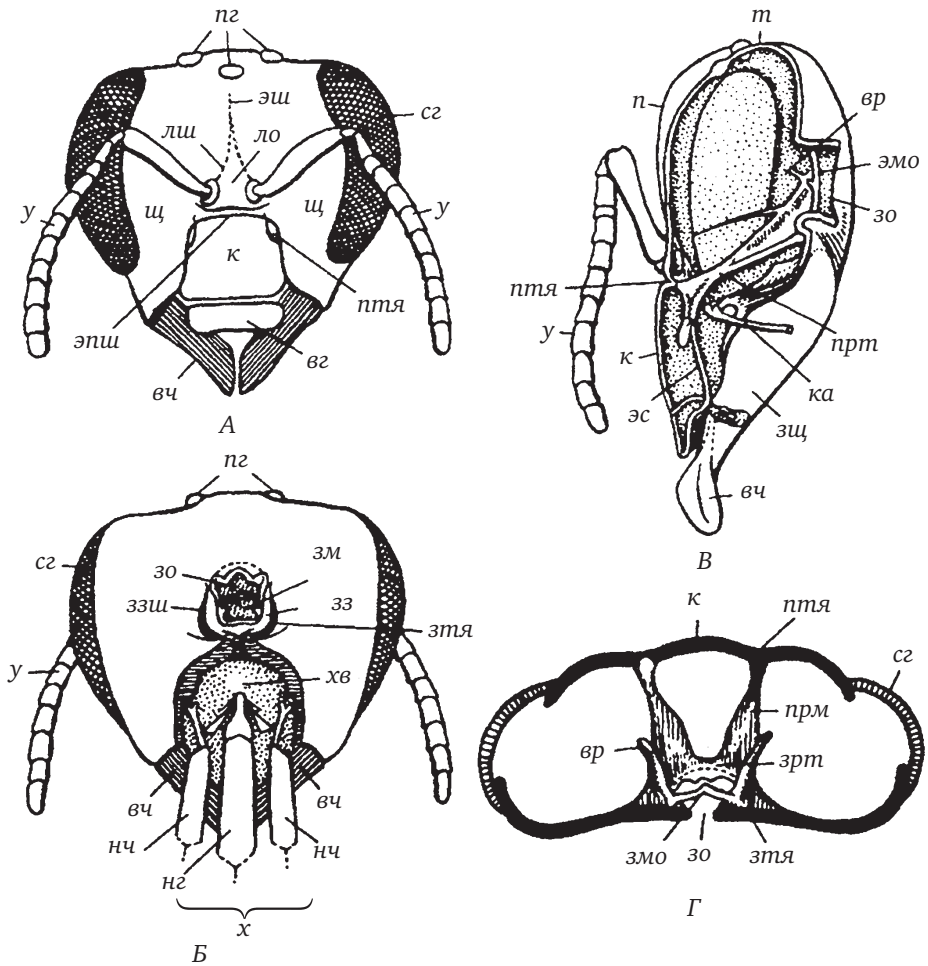 пг
эш
сг
лш
ло
у
щ
щ
у
к
птя
эпш
вг
вч
А
т
п
вр
эмо
зо
птя
у
прт
к
ка
эс
зщ
вч
В
пг
сг
зо
зм
ззш
зз
зтя
у
хв
вч
вч
нч
нч
нг
х
Б
к
птя
сг
прм
вр
зрт
змо
зо
зтя
Г